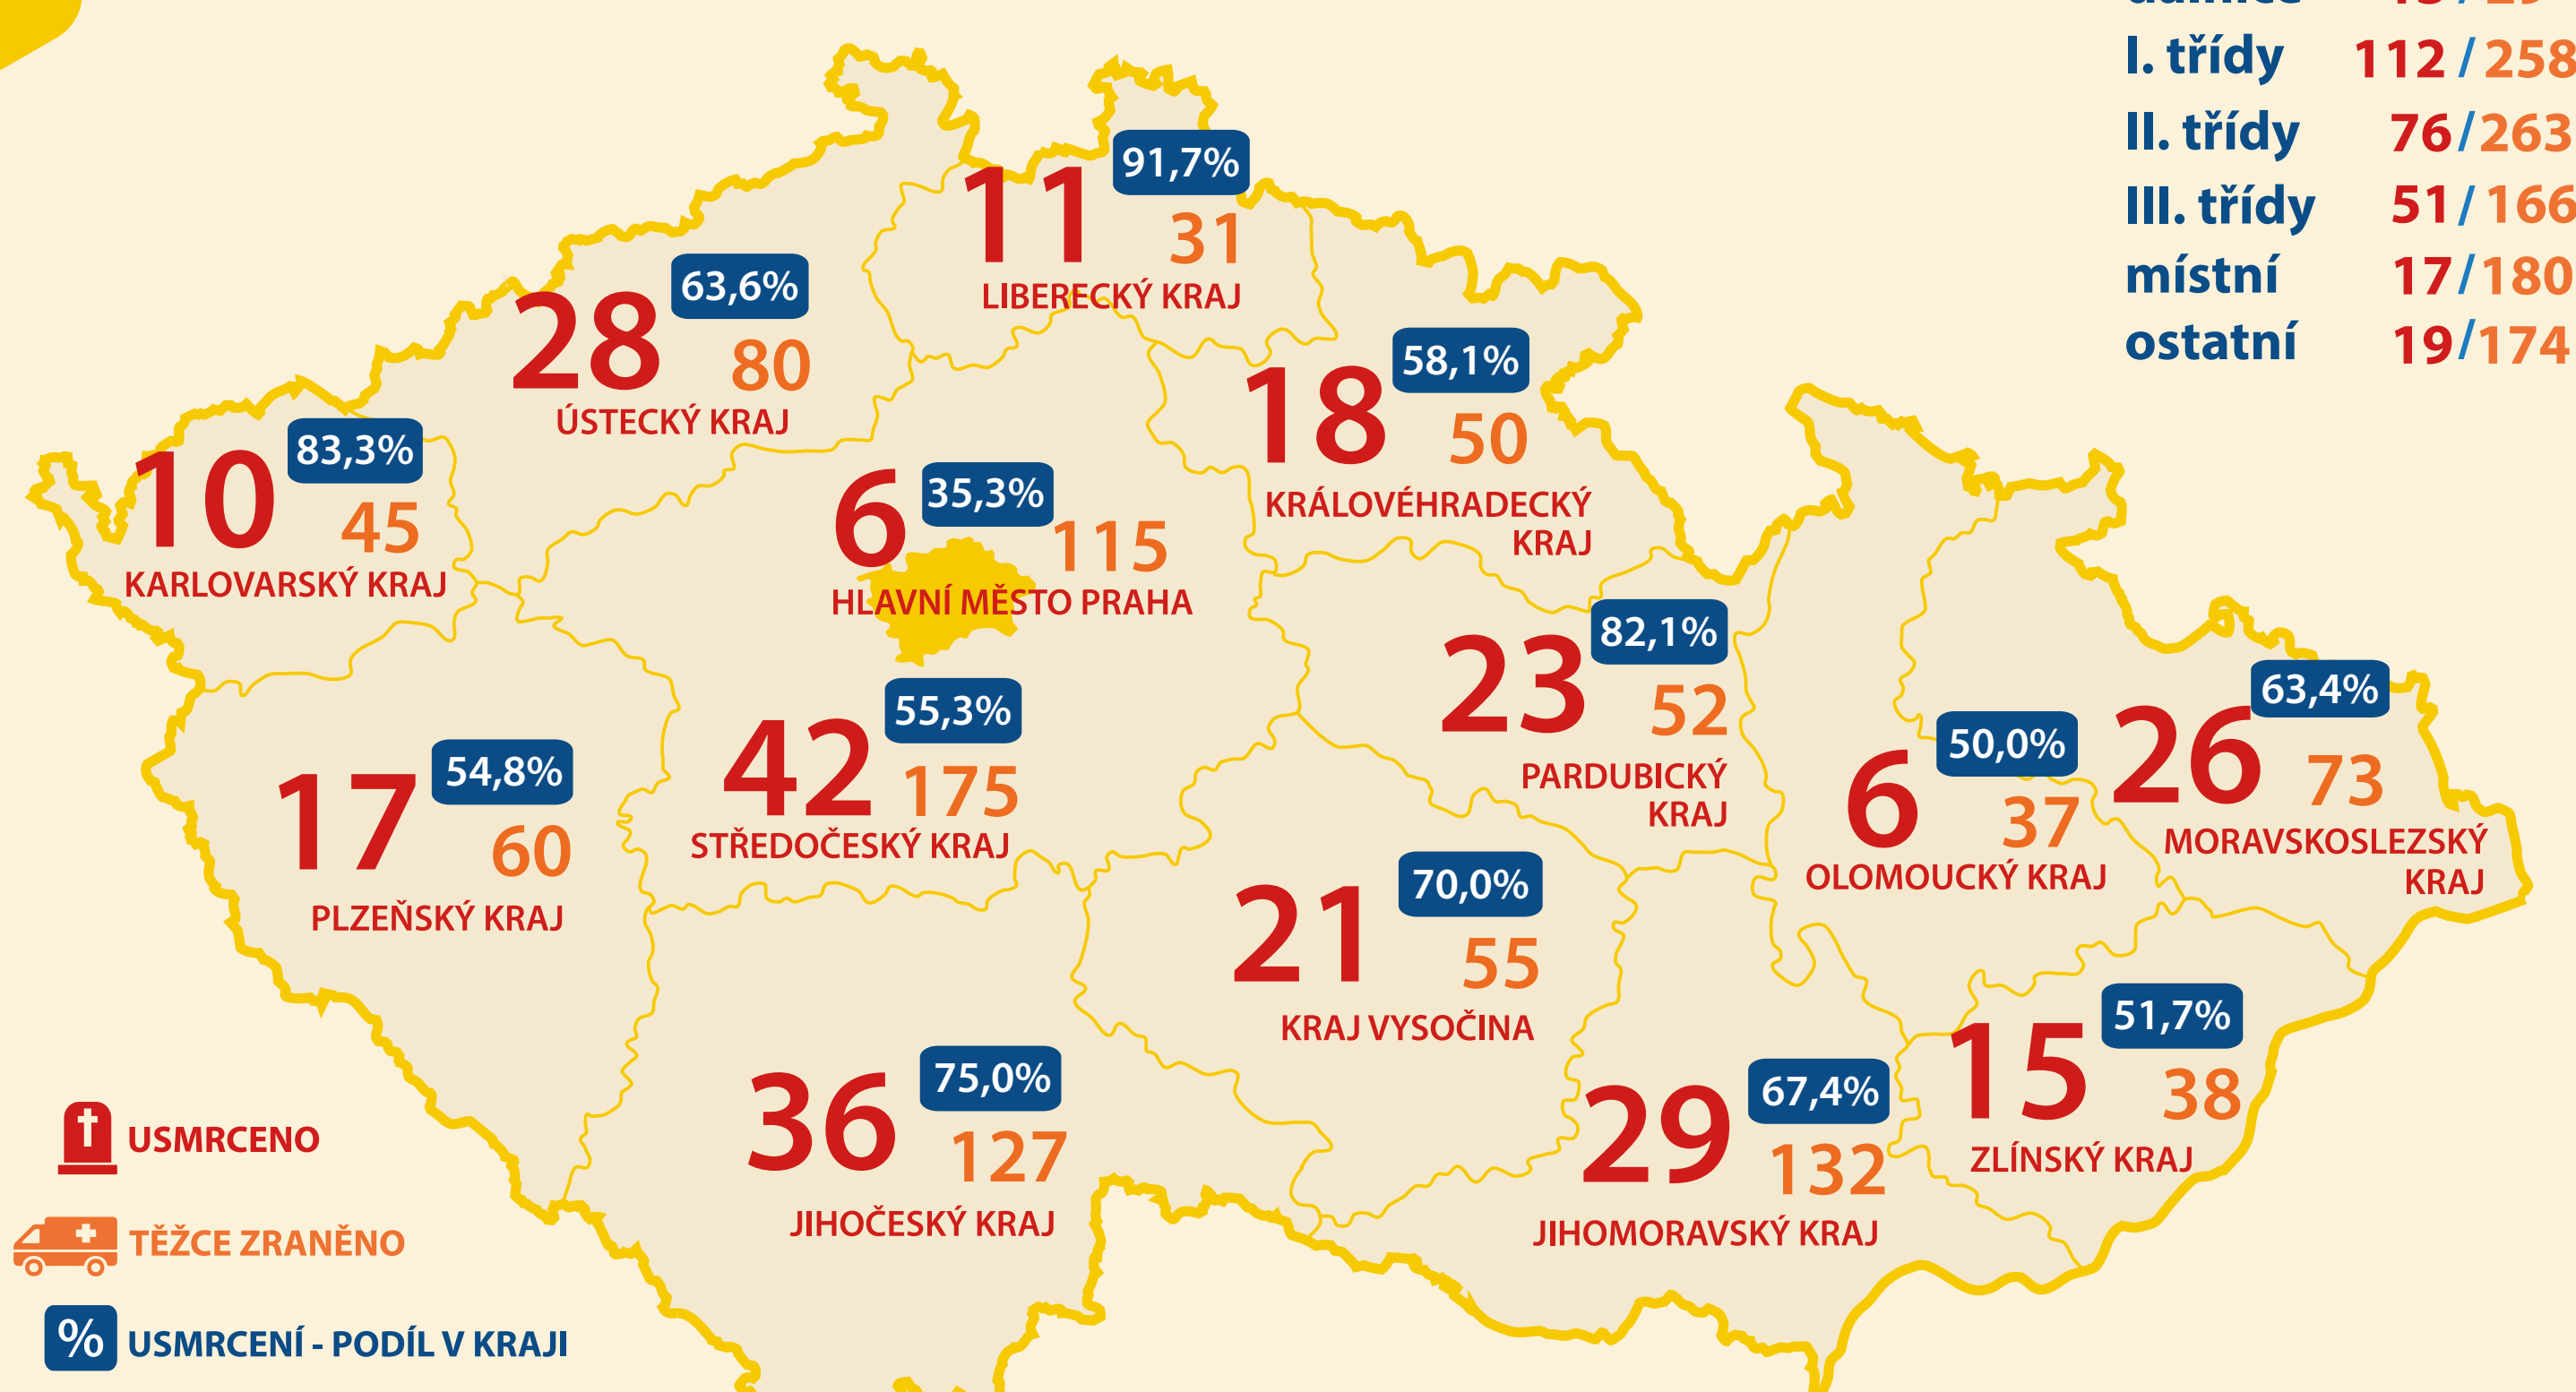 I. třídy 112 / 258
II. třídy 76/263
III. třídy 51/ 166
místní 17/180
ostatní 19/174
11 91,7%
31
LIBERECKÝ KRAJ
28 63,6%
80
ÚSTECKÝ KRAJ
18 58,1%
50
KRÁLOVÉHRADECKÝ
KRAJ
10 83,3%
45
KARLOVARSKÝ KRAJ
6 35,3%
115
HLAVNÍ MĚSTO PRAHA
23 82,1%
52
PARDUBICKÝ
KRAJ
26 63,4%
73
MORAVSKOSLEZSKÝ
KRAJ
6 50,0%
37
OLOMOUCKÝ KRAJ
42 55,3%
175
STŘEDOČESKÝ KRAJ
17 54,8%
60
PLZEŇSKÝ KRAJ
21 70,0%
55
KRAJ VYSOČINA
15 51,7%
38
ZLÍNSKÝ KRAJ
36 75,0%
127
JIHOČESKÝ KRAJ
29 67,4%
132
JIHOMORAVSKÝ KRAJ
USMRCENO
TĚŽCE ZRANĚNO
% USMRCENÍ - PODÍL V KRAJI